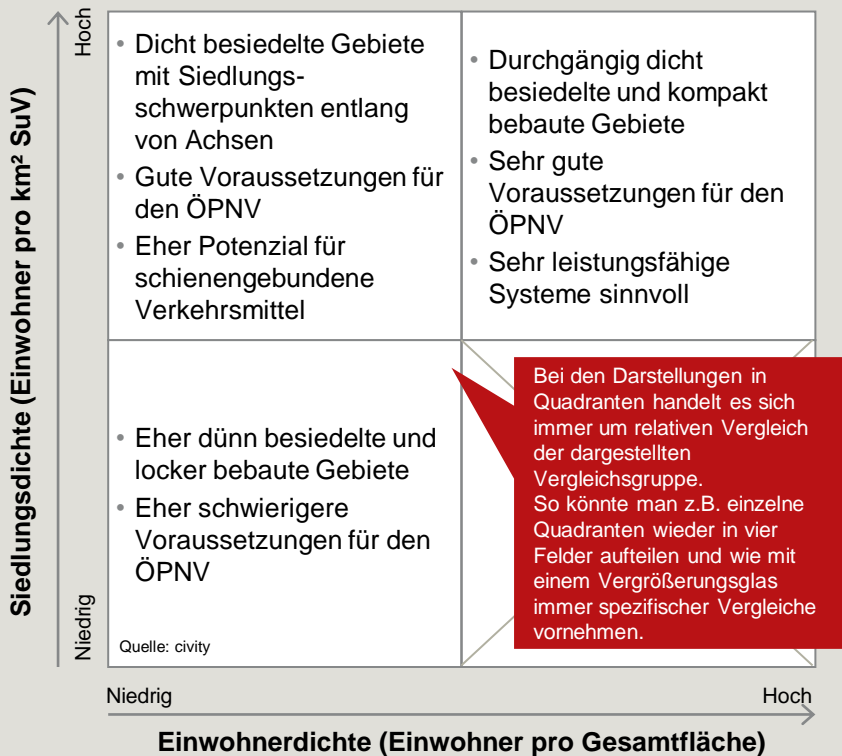 Siedlungsdichte (Einwohner pro km² SuV)
Hoch
Niedrig
• Dicht besiedelte Gebiete
mit Siedlungs-
schwerpunkten entlang
von Achsen
• Gute Voraussetzungen für
den ÖPNV
• Eher Potenzial für
schienengebundene
Verkehrsmittel
• Durchgängig dicht
besiedelte und kompakt
bebaute Gebiete
• Sehr gute
Voraussetzungen für den
ÖPNV
• Sehr leistungsfähige
Systeme sinnvoll
• Eher dünn besiedelte und
locker bebaute Gebiete
• Eher schwierigere
Voraussetzungen für den
ÖPNV
Quelle: civity
Bei den Darstellungen in
Quadranten handelt es sich
immer um relativen Vergleich
der dargestellten
Vergleichsgruppe.
So könnte man z.B. einzelne
Quadranten wieder in vier
Felder aufteilen und wie mit
einem Vergrößerungsglas
immer spezifischer Vergleiche
vornehmen.
Niedrig
Hoch
Einwohnerdichte (Einwohner pro Gesamtfläche)